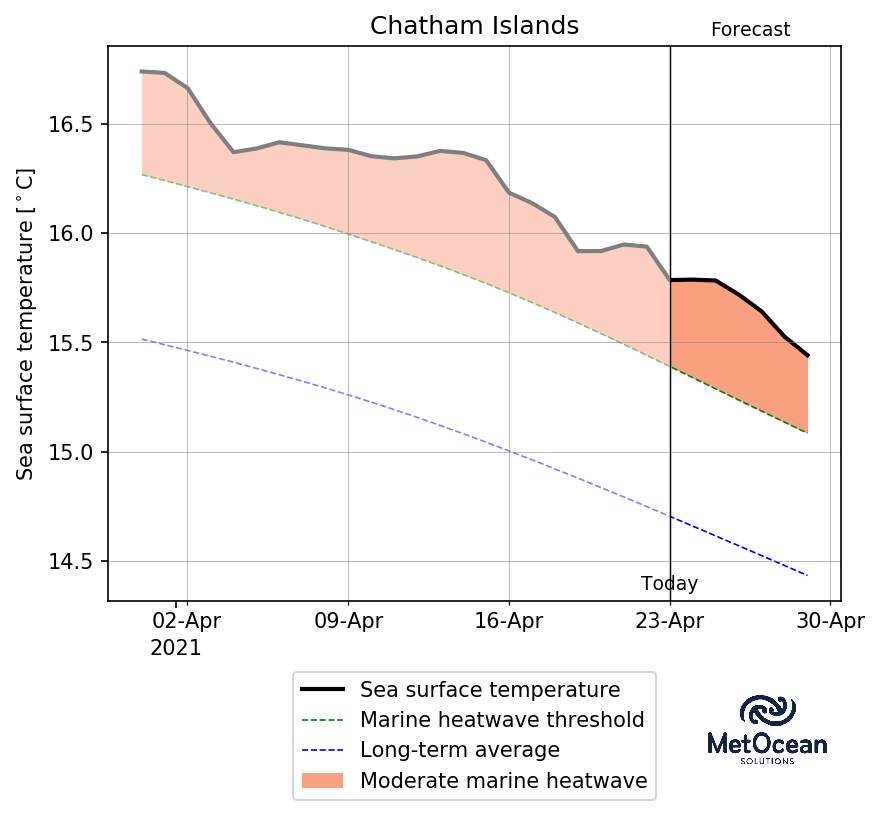 Chatham Islands
Forecast
Sea surface temperature [°C]
16.5
16.0
15.5
15.0
14.5
Today
02-Apr
09-Apr
16-Apr
23-Apr
30-Apr
2021
Sea surface temperature
Marine heatwave threshold
Long-term average
Moderate marine heatwave
MetOcean
SOLUTIONS